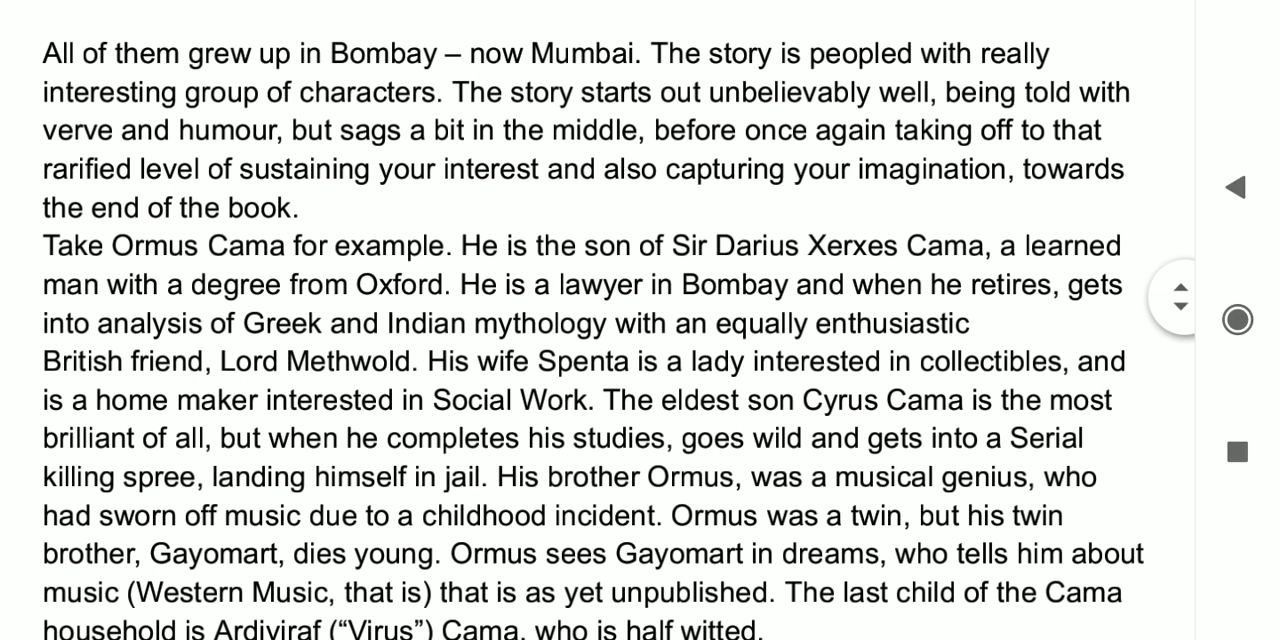 All of them grew up in Bombay – now Mumbai. The story is peopled with really
interesting group of characters. The story starts out unbelievably well, being told with
verve and humour, but sags a bit in the middle, before once again taking off to that
rarified level of sustaining your interest and also capturing your imagination, towards
the end of the book.
Take Ormus Cama for example. He is the son of Sir Darius Xerxes Cama, a learned
man with a degree from Oxford. He is a lawyer in Bombay and when he retires, gets
into analysis of Greek and Indian mythology with an equally enthusiastic
British friend, Lord Methwold. His wife Spenta is a lady interested in collectibles, and
is a home maker interested in Social Work. The eldest son Cyrus Cama is the most
brilliant of all, but when he completes his studies, goes wild and gets into a Serial
killing spree, landing himself in jail. His brother Ormus, was a musical genius, who
had sworn off music due to a childhood incident. Ormus was a twin, but his twin
brother, Gayomart, dies young. Ormus sees Gayomart in dreams, who tells him about
music (Western Music, that is) that is as yet unpublished. The last child of the Cama
household is Ardiviraf (“Virus”) Cama, who is half witted.